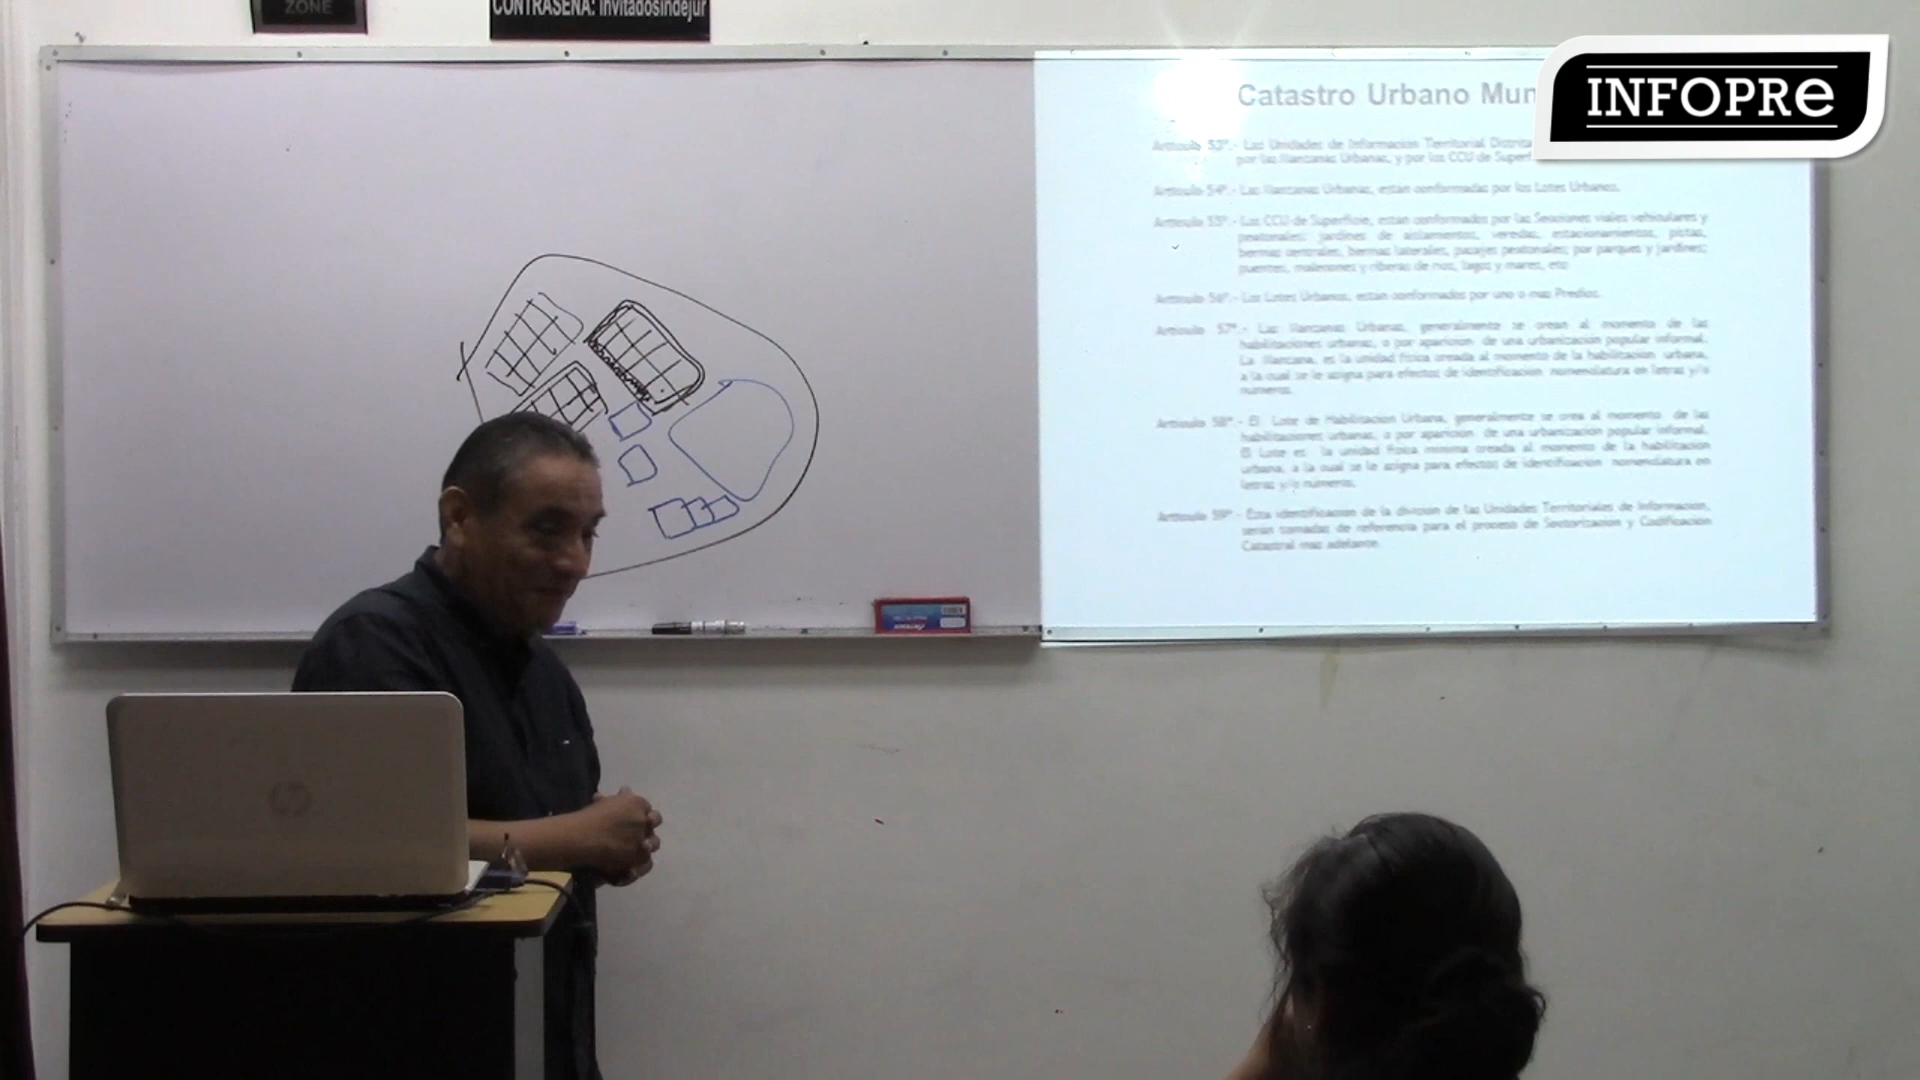 ZONE
CONTRASEÑA: invitadosindejur
INFOPRe
Catastro Urbano Mun
Artículo 53°.- Las Unidades de Información Territorial Distrita
por las Manzanas Urbanas, y por los CCU de Superf
Artículo 54°.- Las Manzanas Urbanas, están conformadas por los Lotes Urbanos.
Artículo 55°.- Los CCU de Superficie, están conformados por las Secciones viales vehiculares y
peatonales; jardines de aislamientos, veredas, estacionamientos, pistas,
bermas centrales, bermas laterales, pasajes peatonales; por parques y jardines;
puentes, malecones y riberas de ríos, lagos y mares, etc.
Artículo 56°.- Los Lotes Urbanos, están conformados por uno o más Predios.
Artículo 57°.- Las Manzanas Urbanas, generalmente se crean al momento de las
habilitaciones urbanas, o por aparición de una urbanización popular informal.
La Manzana, es la unidad física creada al momento de la habilitación urbana,
a la cual se le asigna para efectos de identificación nomenclatura en letras y/o
números.
Artículo 58°.- El Lote de Habilitación Urbana, generalmente se crea al momento de las
habilitaciones urbanas, o por aparición de una urbanización popular informal.
El Lote es la unidad física mínima creada al momento de la habilitación
urbana, a la cual se le asigna para efectos de identificación nomenclatura en
letras y/o números.
Artículo 59°.- Esta identificación de la división de las Unidades Territoriales de Información,
serán tomadas de referencia para el proceso de Sectorización y Codificación
Catastral más adelante.
hp